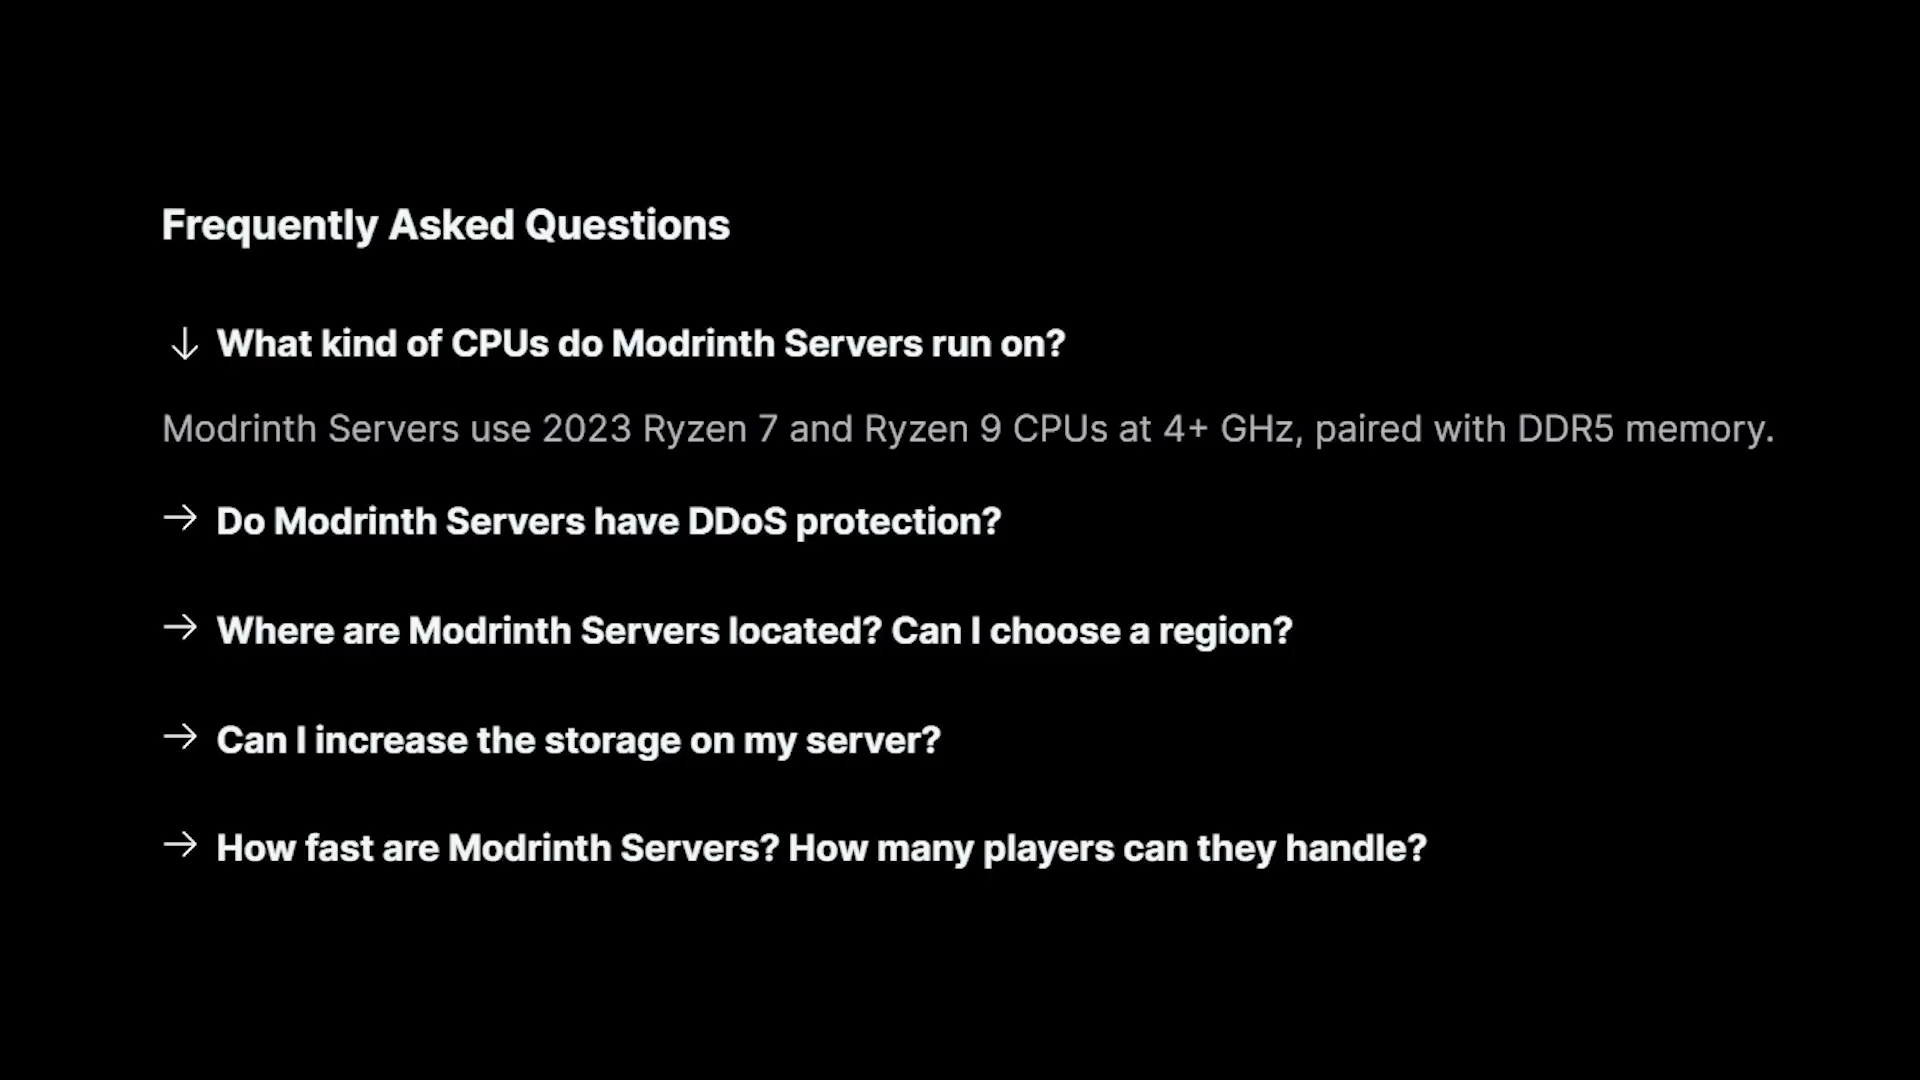 Frequently Asked Questions
↓ What kind of CPUs do Modrinth Servers run on?
Modrinth Servers use 2023 Ryzen 7 and Ryzen 9 CPUs at 4+ GHz, paired with DDR5 memory.
→ Do Modrinth Servers have DDoS protection?
→ Where are Modrinth Servers located? Can I choose a region?
→ Can I increase the storage on my server?
→ How fast are Modrinth Servers? How many players can they handle?